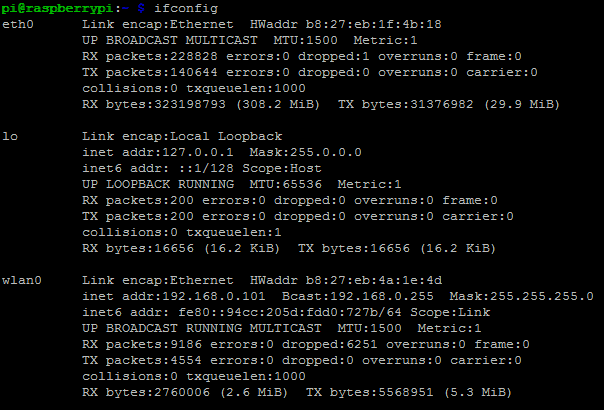 pi@raspberrypi:~ $ ifconfig
eth0      Link encap:Ethernet  HWaddr b8:27:eb:1f:4b:18
          UP BROADCAST MULTICAST  MTU:1500  Metric:1
          RX packets:228828 errors:0 dropped:1 overruns:0 frame:0
          TX packets:140644 errors:0 dropped:0 overruns:0 carrier:0
          collisions:0 txqueuelen:1000
          RX bytes:323198793 (308.2 MiB)  TX bytes:31376982 (29.9 MiB)

lo        Link encap:Local Loopback
          inet addr:127.0.0.1  Mask:255.0.0.0
          inet6 addr: ::1/128 Scope:Host
          UP LOOPBACK RUNNING  MTU:65536  Metric:1
          RX packets:200 errors:0 dropped:0 overruns:0 frame:0
          TX packets:200 errors:0 dropped:0 overruns:0 carrier:0
          collisions:0 txqueuelen:1
          RX bytes:16656 (16.2 KiB)  TX bytes:16656 (16.2 KiB)

wlan0     Link encap:Ethernet  HWaddr b8:27:eb:4a:1e:4d
          inet addr:192.168.0.101  Bcast:192.168.0.255  Mask:255.255.255.0
          inet6 addr: fe80::94cc:205d:fdd0:727b/64 Scope:Link
          UP BROADCAST RUNNING MULTICAST  MTU:1500  Metric:1
          RX packets:9186 errors:0 dropped:6251 overruns:0 frame:0
          TX packets:4554 errors:0 dropped:0 overruns:0 carrier:0
          collisions:0 txqueuelen:1000
          RX bytes:2760006 (2.6 MiB)  TX bytes:5568951 (5.3 MiB)